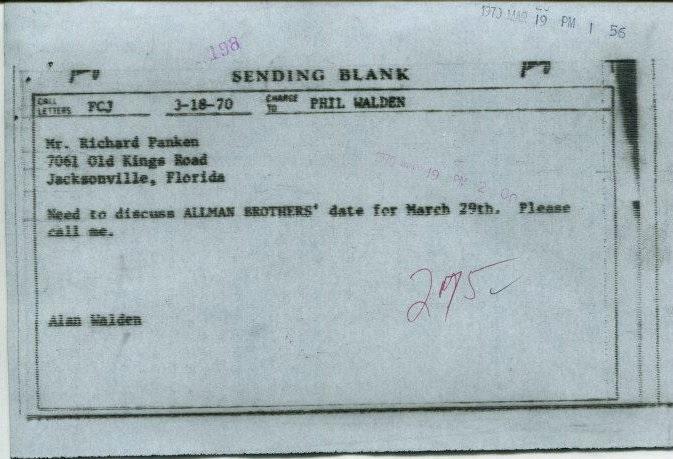 1970 MAR 19 PM 1 56
198
SENDING BLANK
CALL LETTERS FCJ 3-18-70 CHARGE TO PHIL WALDEN
Mr. Richard Panken
7061 Old Kings Road
Jacksonville, Florida
19 PM 2
Need to discuss ALLMAN BROTHERS' date for March 29th. Please
call me.
Alan Walden